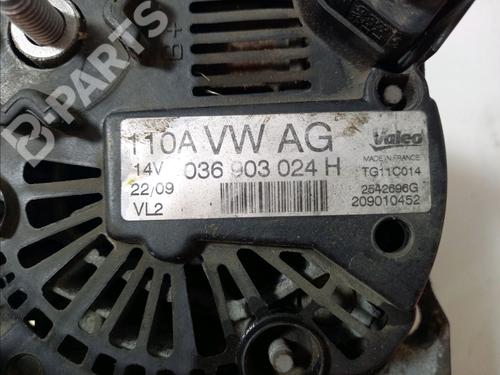 B-PARTS
B+
110A VW AG
Valeo
14V 036 903 024 H
MADE IN FRANCE
TG11C014
22/09
2542696G
VL2
209010452